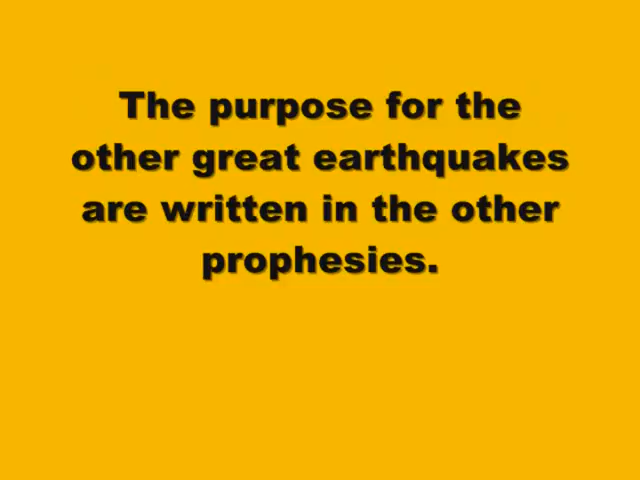 The purpose for the
other great earthquakes
are written in the other
prophesies.